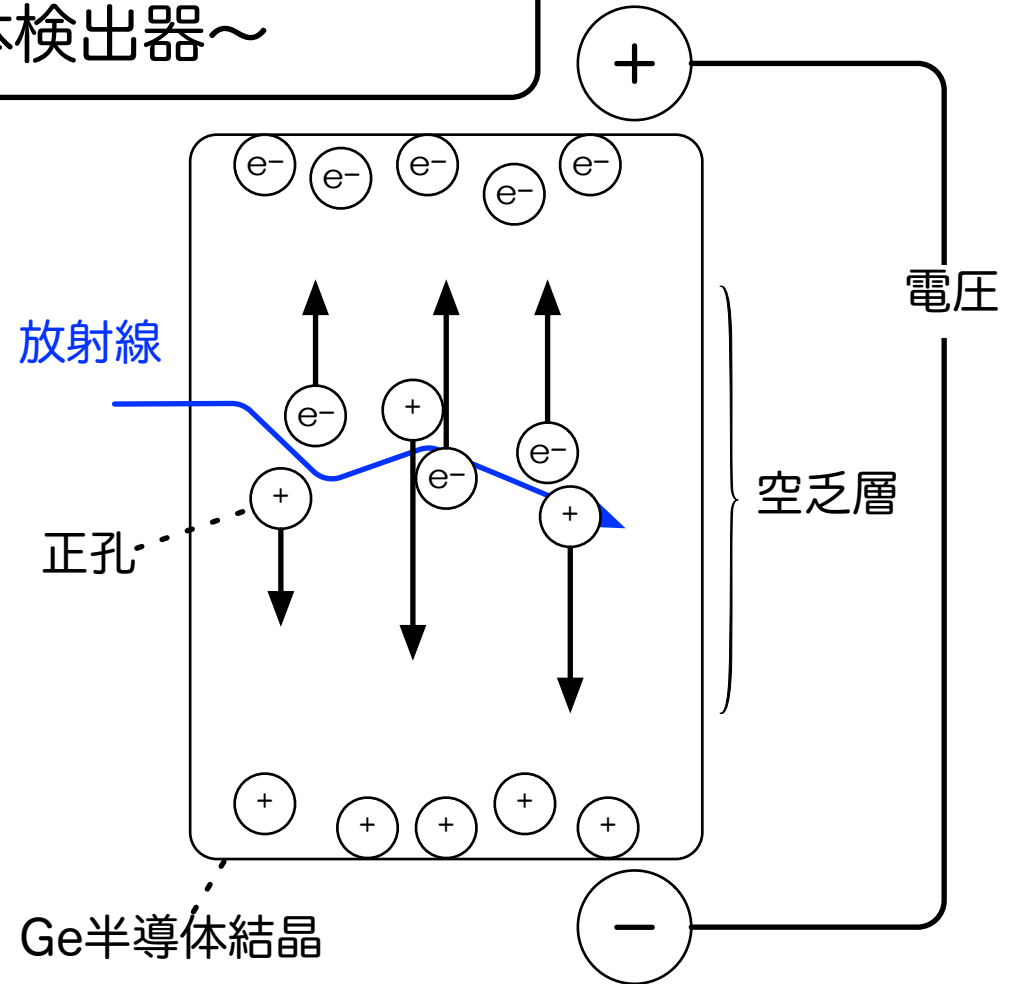 体検出器〜
+
e− e− e− e− e−
電圧
放射線
e− + e− e−
+ +
空乏層
正孔
+ + + + +
Ge半導体結晶
−